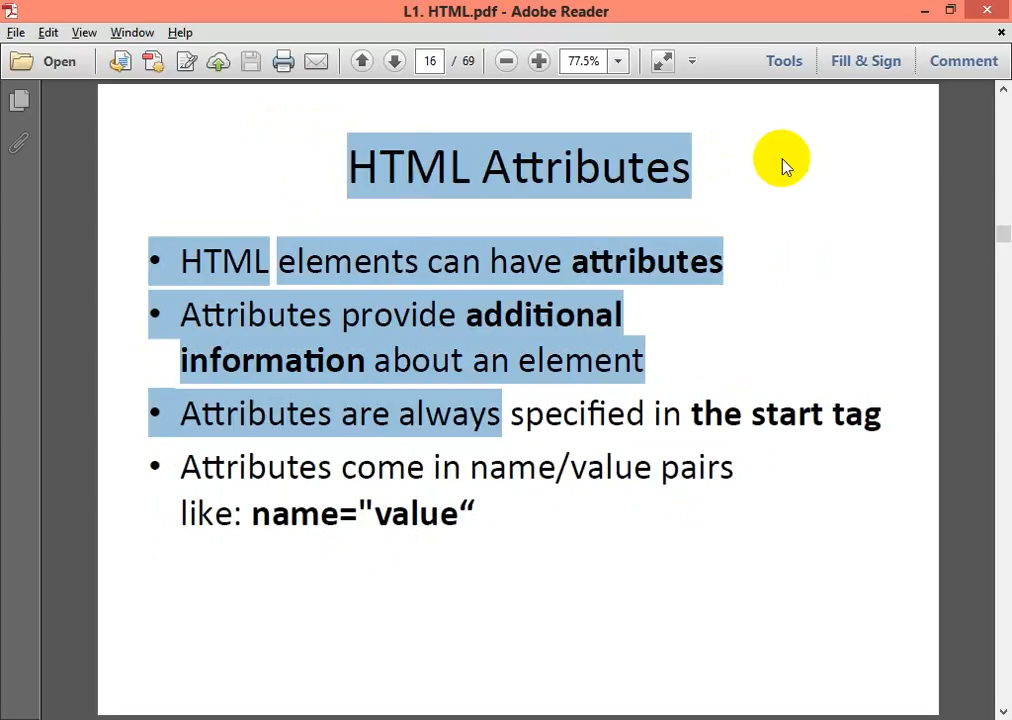 L1. HTML.pdf - Adobe Reader
File Edit View Window Help
Open 16 / 69 77.5% Tools Fill & Sign Comment
HTML Attributes
• HTML elements can have attributes
• Attributes provide additional
information about an element
• Attributes are always specified in the start tag
• Attributes come in name/value pairs
like: name="value“